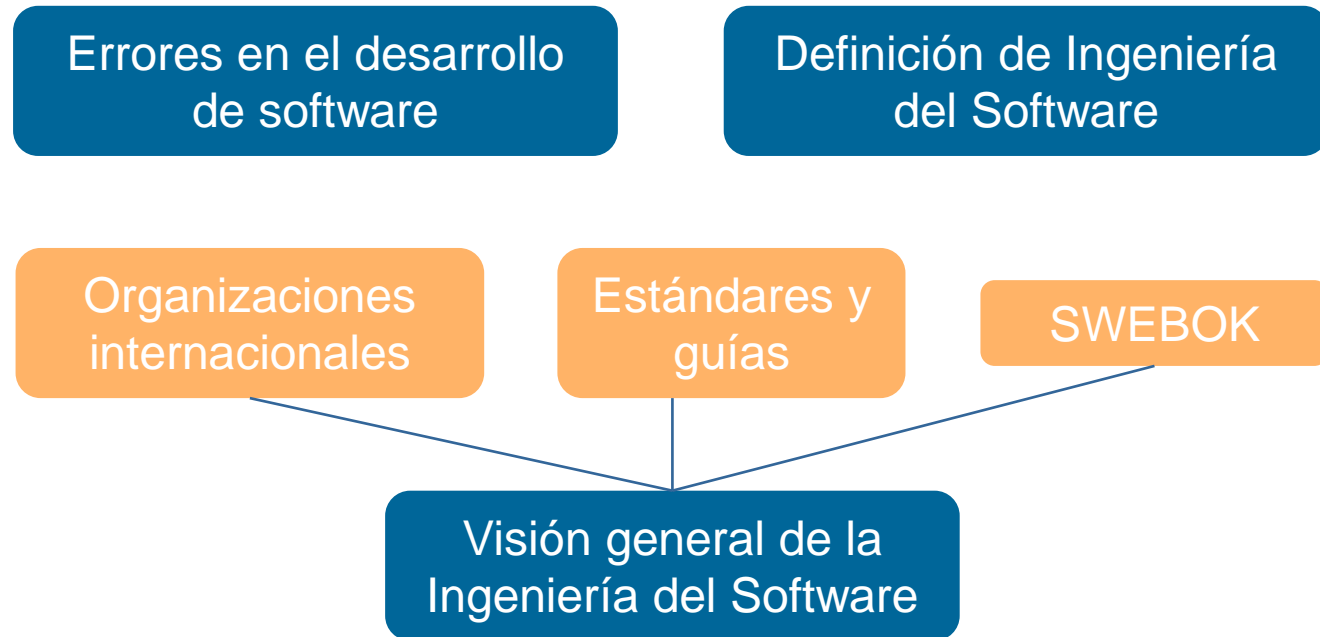 Errores en el desarrollo
de software
Definición de Ingeniería
del Software
Organizaciones
internacionales
Estándares y
guías
SWEBOK
Visión general de la
Ingeniería del Software